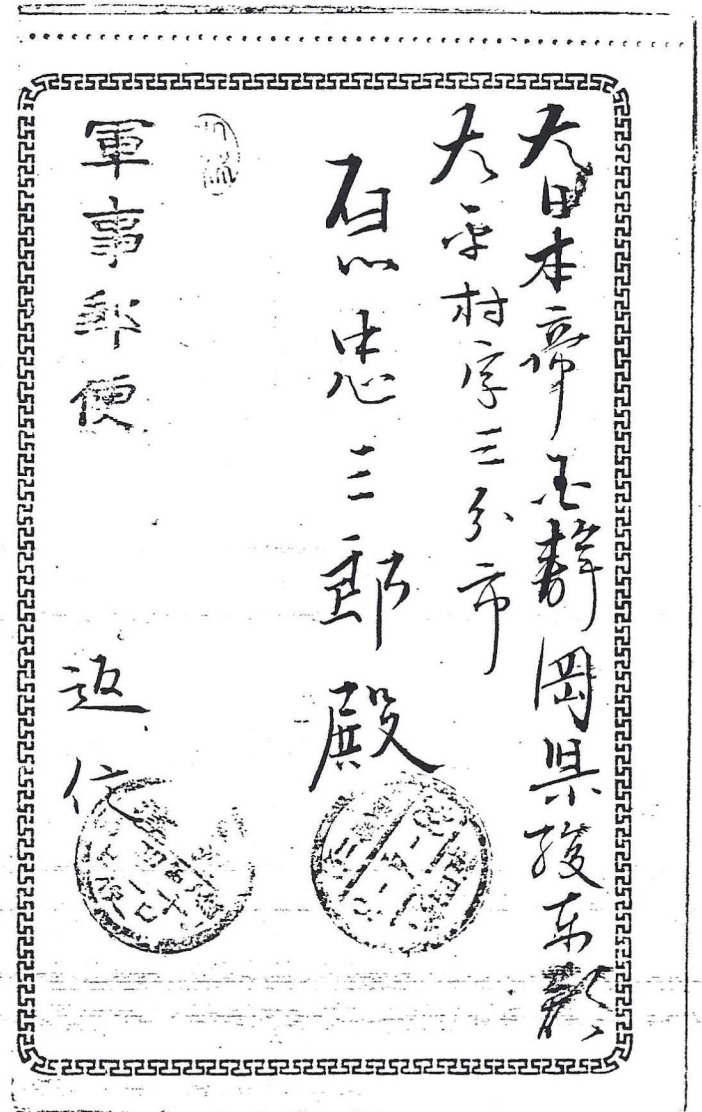 大日本帝国静岡県駿東郡
大平村字三分市
石川忠三郎殿
軍事郵便
返信